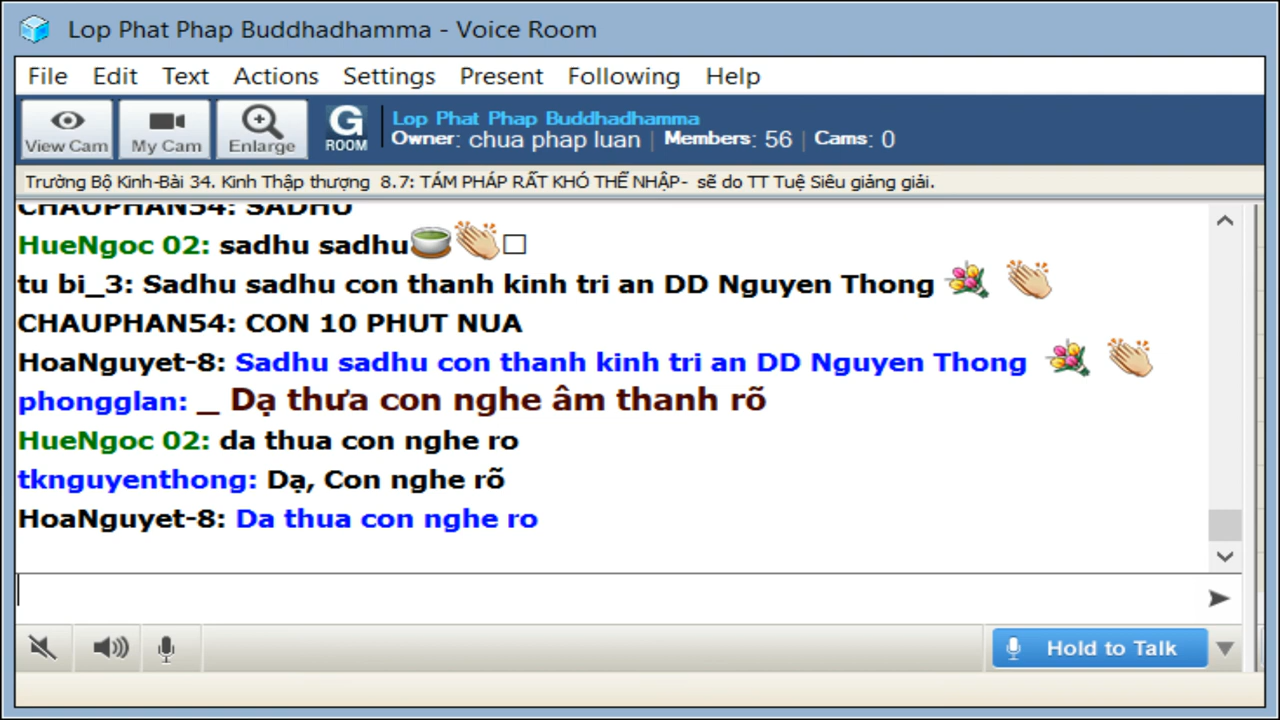 Lop Phat Phap Buddhadhamma - Voice Room
File Edit Text Actions Settings Present Following Help
View Cam My Cam Enlarge G ROOM
Lop Phat Phap Buddhadhamma
Owner: chua phap luan | Members: 56 | Cams: 0
Trường Bộ Kinh-Bài 34. Kinh Thập thượng 8.7: TÁM PHÁP RẤT KHÓ THỂ NHẬP- sẽ do TT Tuệ Siêu giảng giải.
CHAUPHAN54: SADHU
HueNgoc 02: sadhu sadhu🍵👏□
tu bi_3: Sadhu sadhu con thanh kinh tri an DD Nguyen Thong 💐 👏
CHAUPHAN54: CON 10 PHUT NUA
HoaNguyet-8: Sadhu sadhu con thanh kinh tri an DD Nguyen Thong 💐 👏
phongglan: _ Dạ thưa con nghe âm thanh rõ
HueNgoc 02: da thua con nghe ro
tknguyenthong: Dạ, Con nghe rõ
HoaNguyet-8: Da thua con nghe ro
Hold to Talk